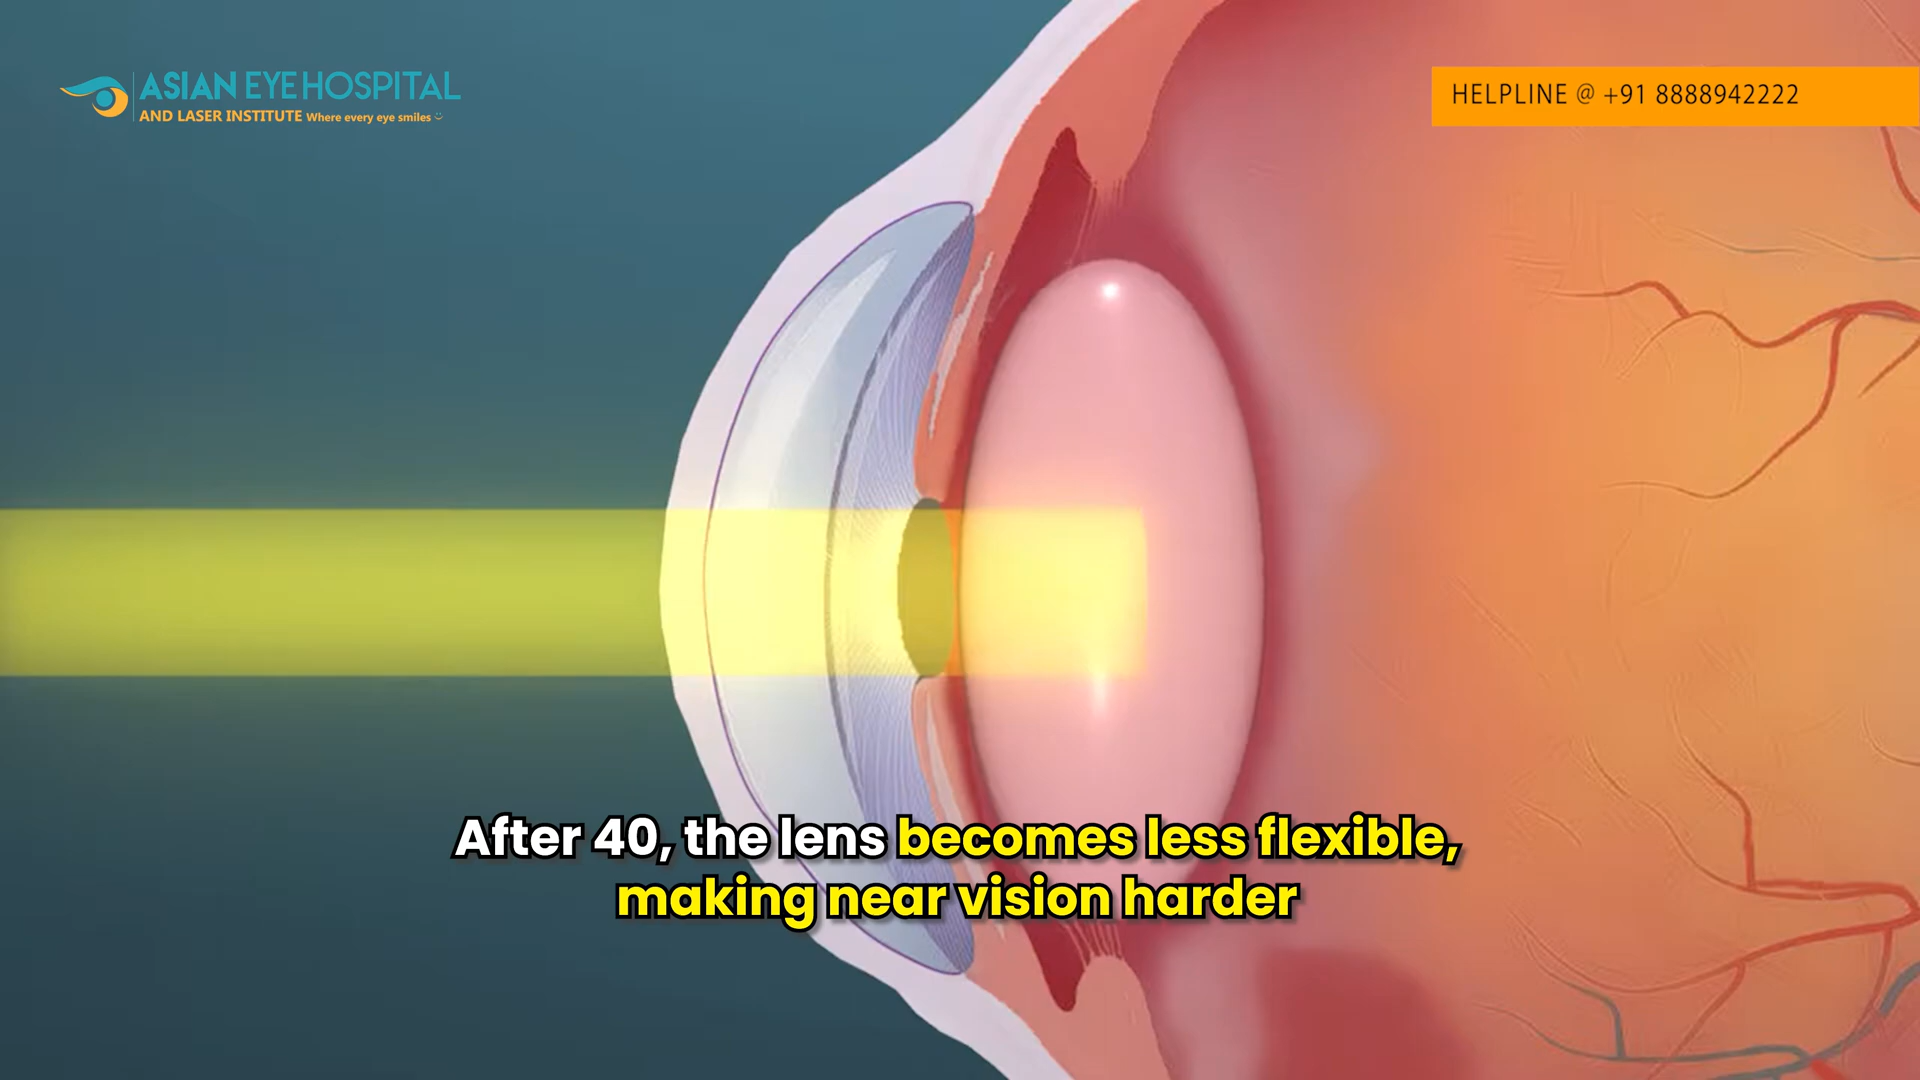 ASIAN EYE HOSPITAL
AND LASER INSTITUTE Where every eye smiles
HELPLINE @ +91 8888942222
After 40, the lens becomes less flexible,
making near vision harder